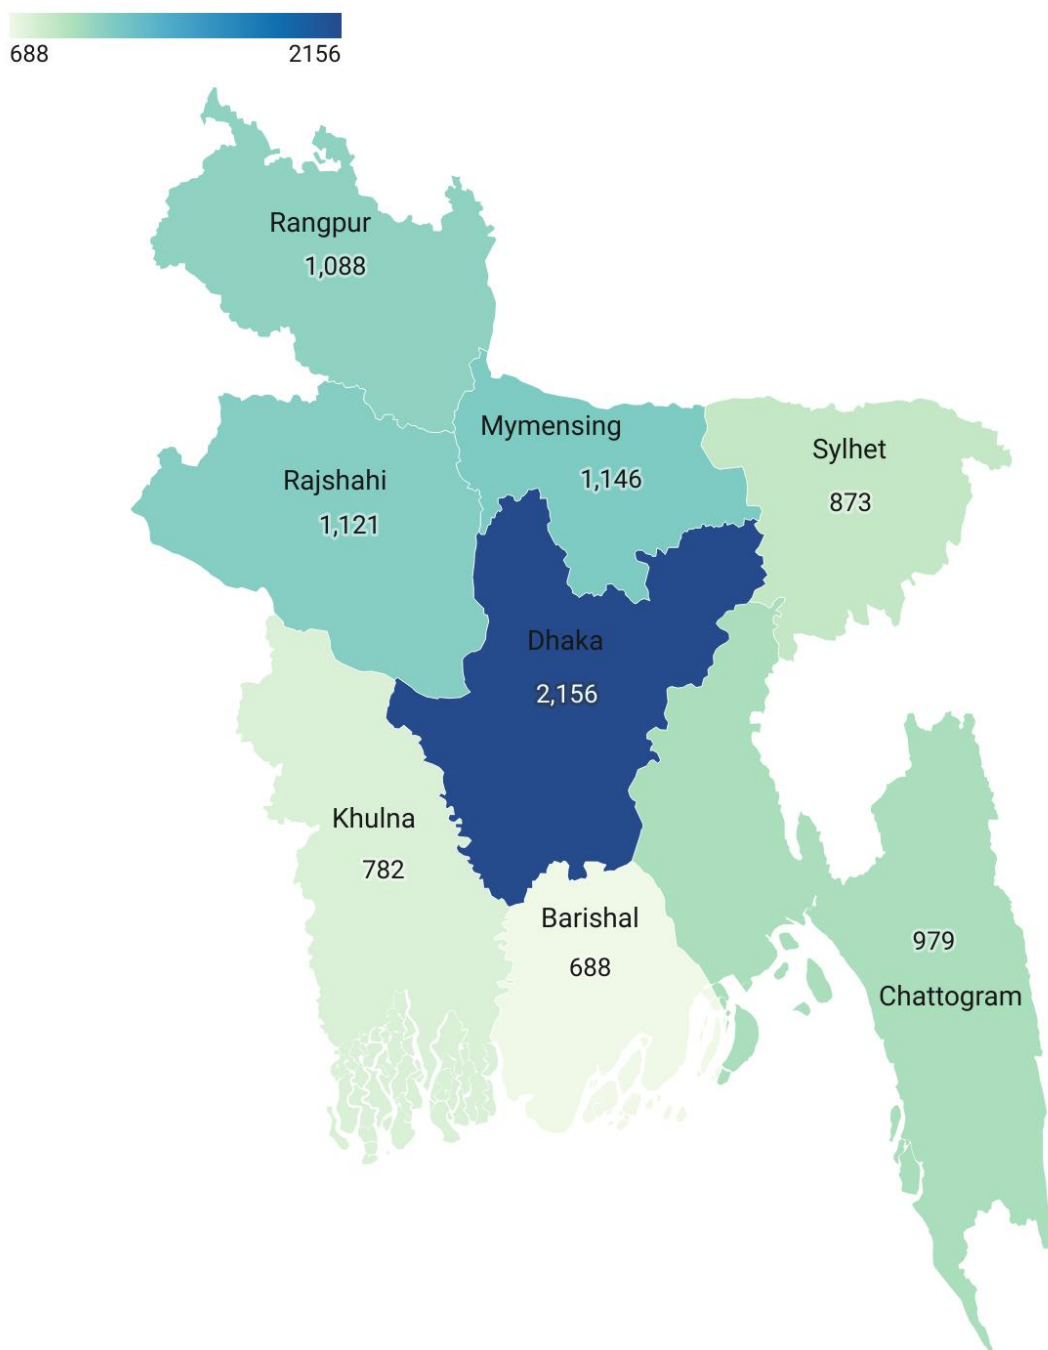 688 2156
Rangpur
1,088
Mymensing
1,146
Sylhet
873
Rajshahi
1,121
Dhaka
2,156
Khulna
782
Barishal
688
979
Chattogram